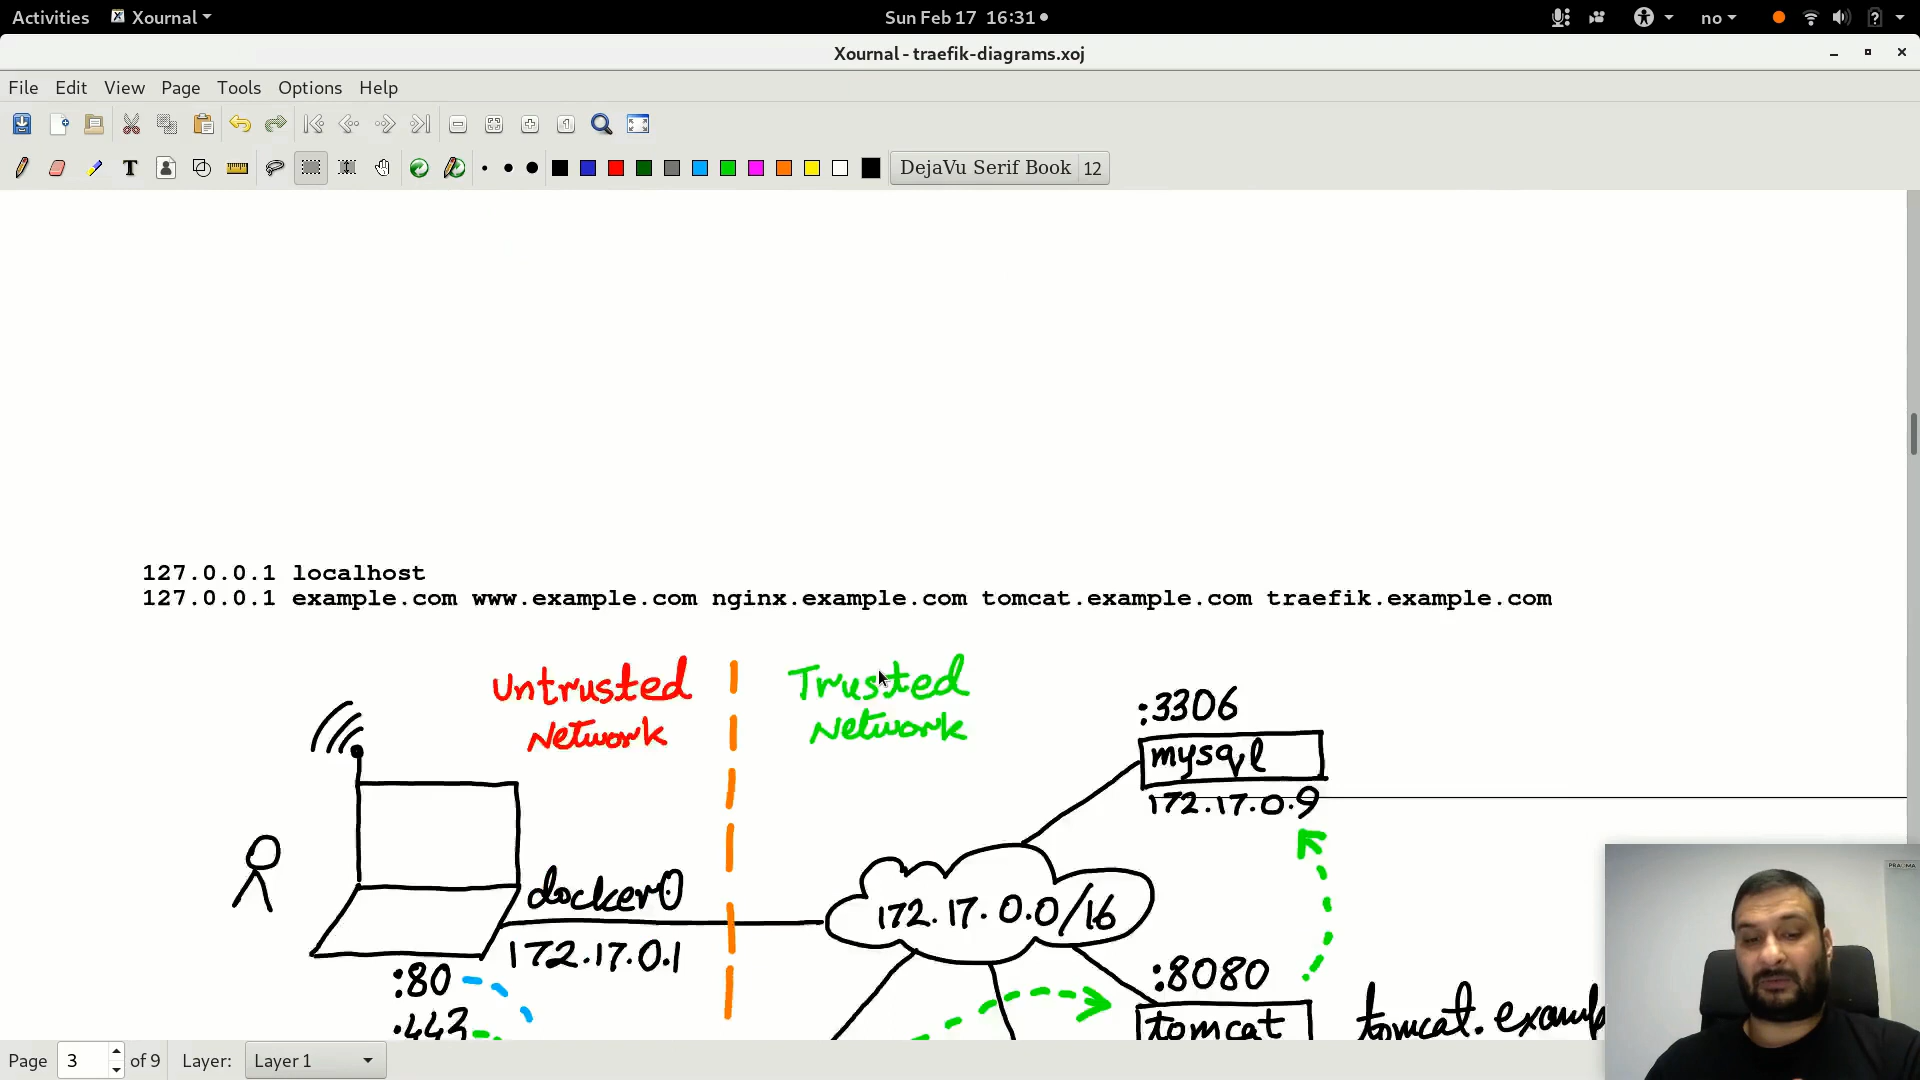 Activities Xournal Sun Feb 17 16:31 no
Xournal - traefik-diagrams.xoj
File Edit View Page Tools Options Help
T DejaVu Serif Book 12
127.0.0.1 localhost
127.0.0.1 example.com www.example.com nginx.example.com tomcat.example.com traefik.example.com
Untrusted
Network
Trusted
Network
:3306
mysql
172.17.0.9
docker0
172.17.0.1
172.17.0.0/16
:80
:443
:8080
tomcat
tomcat.examp
PRAQMA
Page 3 of 9 Layer: Layer 1